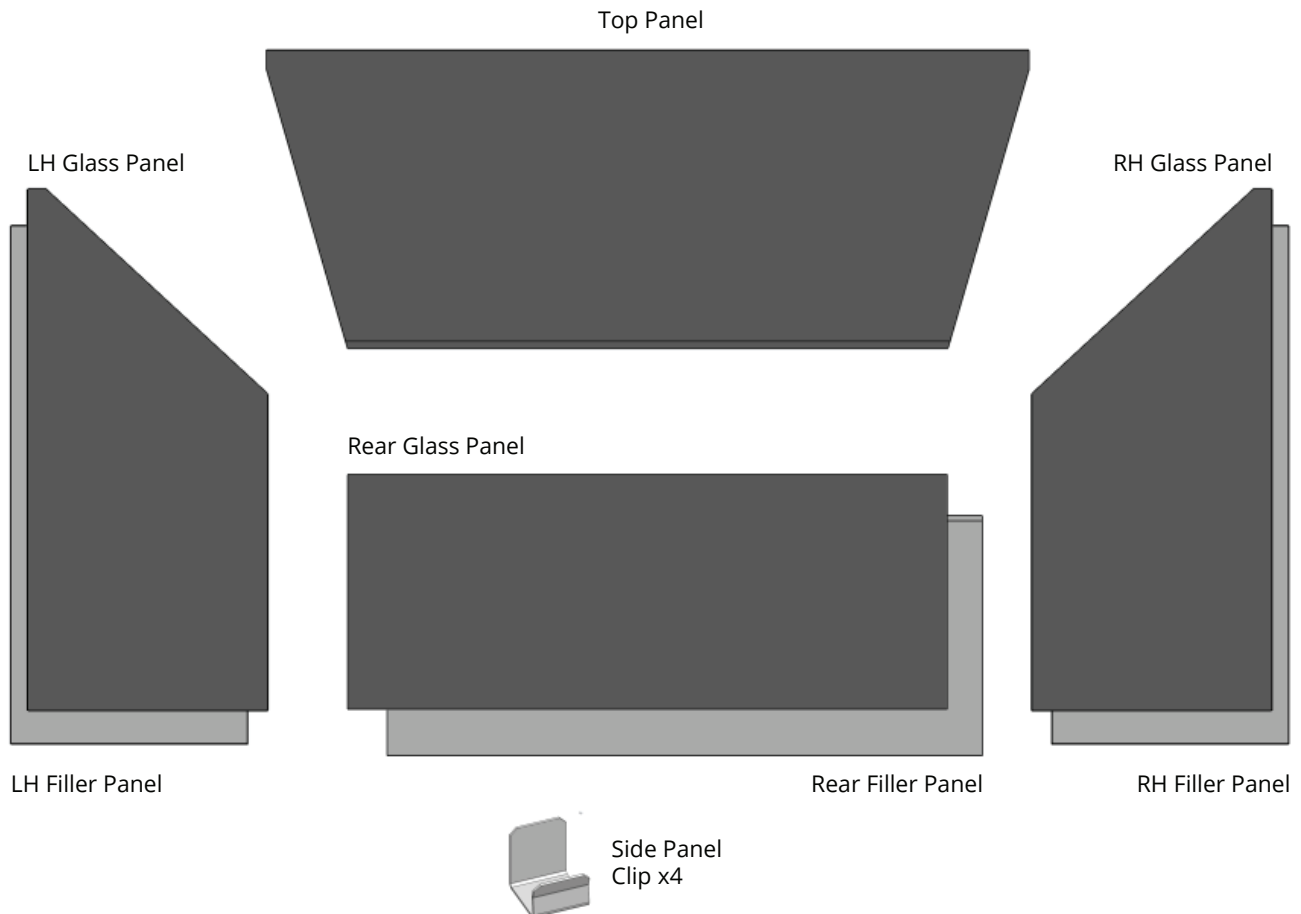 Top Panel
LH Glass Panel
RH Glass Panel
Rear Glass Panel
LH Filler Panel
Rear Filler Panel
RH Filler Panel
Side Panel
Clip x4